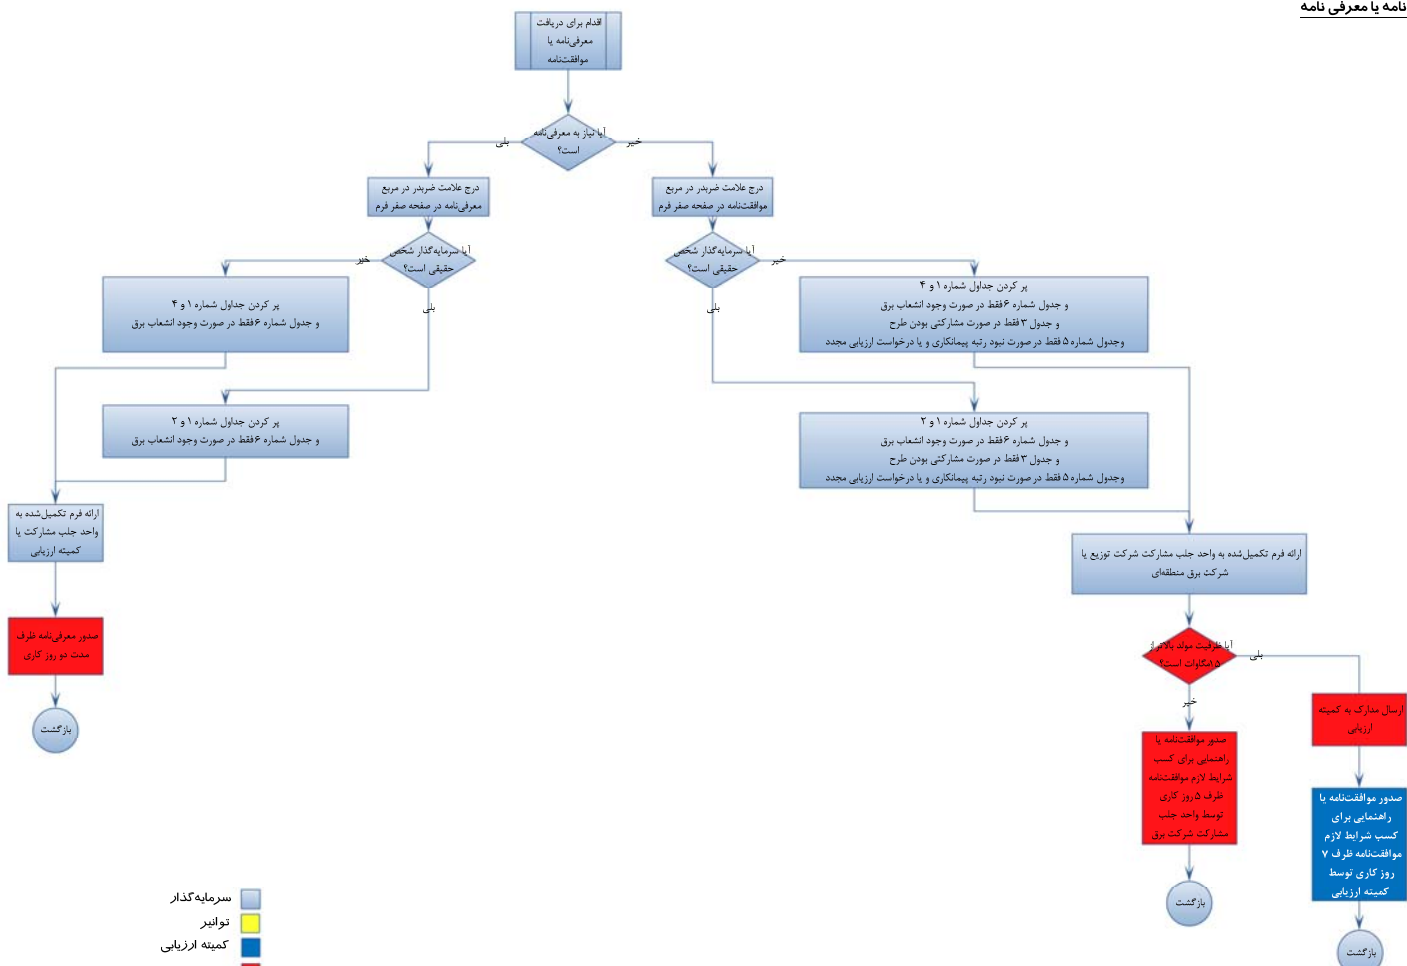 نامه یا معرفی نامه
اقدام برای دریافت
معرفی‌نامه یا
موافقت‌نامه
آیا نیاز به معرفی‌نامه
است؟
خیر
بلی
درج علامت ضربدر در مربع
موافقت‌نامه در صفحه صفر فرم
درج علامت ضربدر در مربع
معرفی‌نامه در صفحه صفر فرم
آیا سرمایه‌گذار شخص
حقیقی است؟
خیر
بلی
آیا سرمایه‌گذار شخص
حقیقی است؟
خیر
بلی
پر کردن جداول شماره ۱ و ۴
و جدول شماره ۶ فقط در صورت وجود انشعاب برق
و جدول ۳ فقط در صورت مشارکتی بودن طرح
وجدول شماره ۵ فقط در صورت نبود رتبه پیمانکاری و یا درخواست ارزیابی مجدد
پر کردن جداول شماره ۱ و ۴
و جدول شماره ۶ فقط در صورت وجود انشعاب برق
پر کردن جداول شماره ۱ و ۲
و جدول شماره ۶ فقط در صورت وجود انشعاب برق
و جدول ۳ فقط در صورت مشارکتی بودن طرح
وجدول شماره ۵ فقط در صورت نبود رتبه پیمانکاری و یا درخواست ارزیابی مجدد
پر کردن جداول شماره ۱ و ۲
و جدول شماره ۶ فقط در صورت وجود انشعاب برق
ارائه فرم تکمیل‌شده به واحد جلب مشارکت شرکت توزیع یا
شرکت برق منطقه‌ای
ارائه فرم تکمیل‌شده به
واحد جلب مشارکت یا
کمیته ارزیابی
صدور معرفی‌نامه ظرف
مدت دو روز کاری
بازگشت
آیا ظرفیت مولد بالاتر از
۱۵مگاوات است؟
بلی
خیر
ارسال مدارک به کمیته
ارزیابی
صدور موافقت‌نامه یا
راهنمایی برای
کسب شرایط لازم
موافقت‌نامه ظرف ۷
روز کاری توسط
کمیته ارزیابی
بازگشت
صدور موافقت‌نامه یا
راهنمایی برای کسب
شرایط لازم موافقت‌نامه
ظرف ۵ روز کاری
توسط واحد جلب
مشارکت شرکت برق
بازگشت
سرمایه‌گذار
توانیر
کمیته ارزیابی